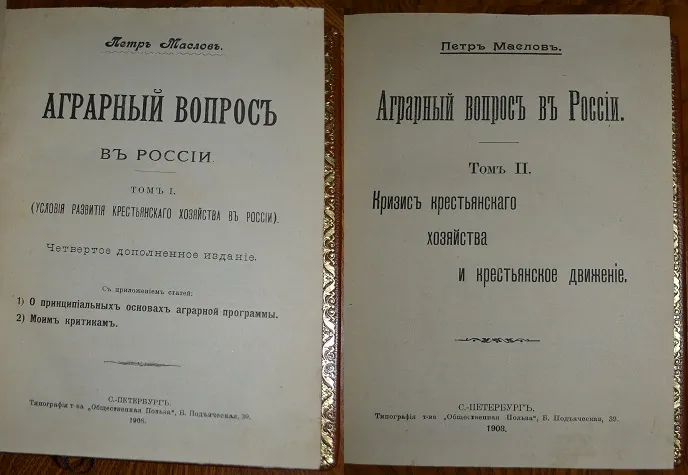 Петръ Масловъ.
АГРАРНЫЙ ВОПРОСЪ
ВЪ РОССІИ.
ТОМЪ I.
(УСЛОВІЯ РАЗВИТІЯ КРЕСТЬЯНСКАГО ХОЗЯЙСТВА ВЪ РОССІИ).
Четвертое дополненное изданіе.
Съ приложеніемъ статей:
1) О принципіальныхъ основахъ аграрной программы.
2) Моимъ критикамъ.
С.-ПЕТЕРБУРГЪ.
Типографія т-ва „Общественная Польза", Б. Подъяческая, 39.
1908.
Петръ Масловъ.
Аграрный вопросъ въ Россіи.
Томъ II.
Кризисъ крестьянскаго
хозяйства
и крестьянское движеніе.
С.-ПЕТЕРБУРГЪ.
Типографія т-ва „Общественная Польза", Б. Подъяческая, 39.
1908.